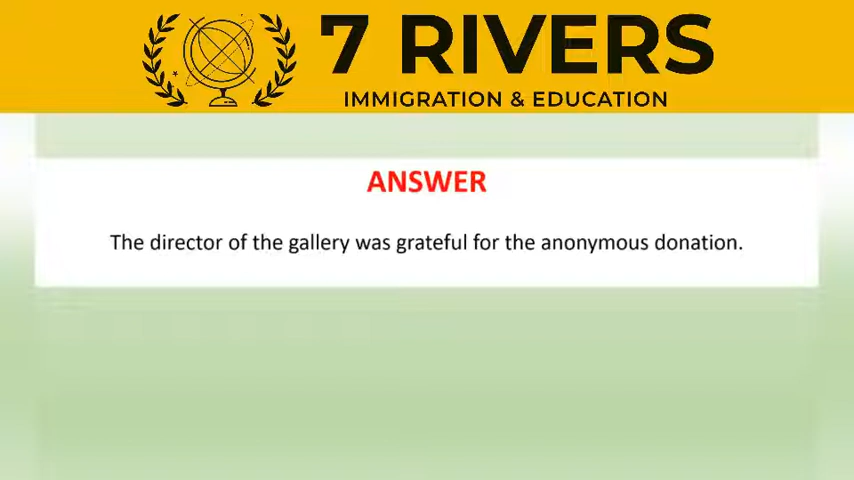 7 RIVERS
IMMIGRATION & EDUCATION
ANSWER
The director of the gallery was grateful for the anonymous donation.